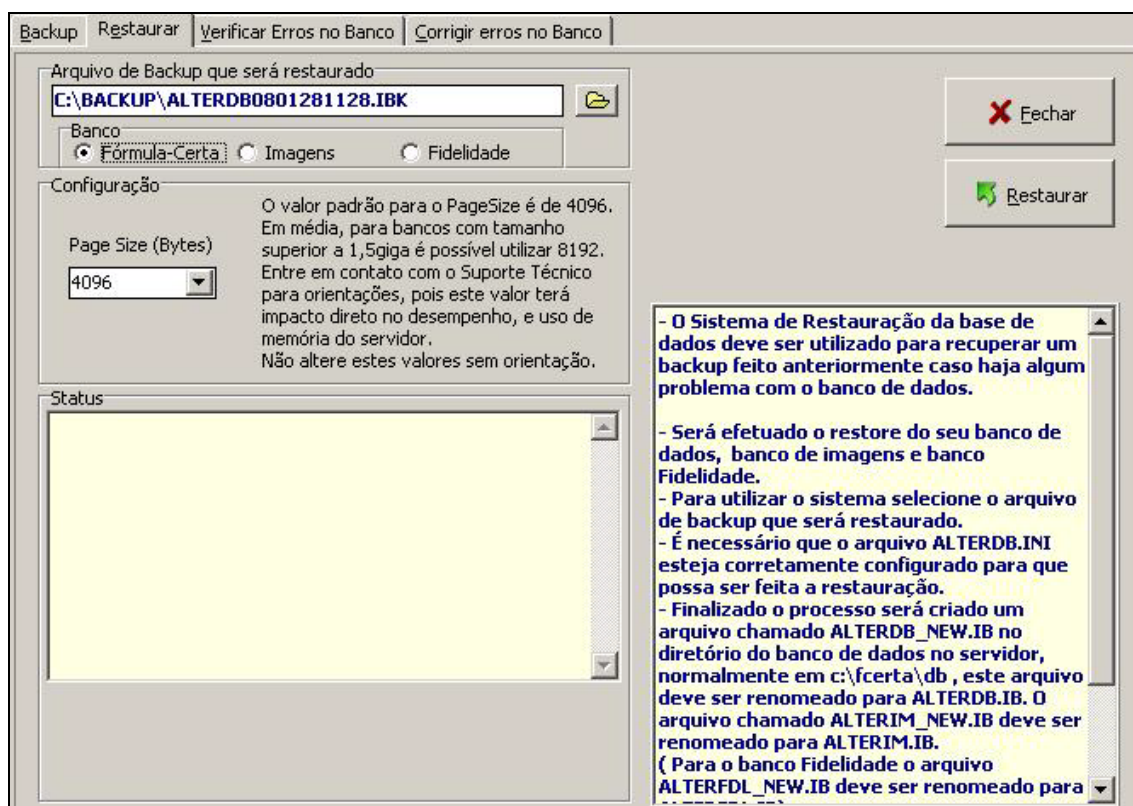 Backup Restaurar Verificar Erros no Banco Corrigir erros no Banco
Arquivo de Backup que será restaurado
C:\BACKUP\ALTERDB0801281128.IBK
Banco
Fórmula-Certa Imagens Fidelidade
Configuração
Page Size (Bytes)
4096
O valor padrão para o PageSize é de 4096.
Em média, para bancos com tamanho
superior a 1,5giga é possível utilizar 8192.
Entre em contato com o Suporte Técnico
para orientações, pois este valor terá
impacto direto no desempenho, e uso de
memória do servidor.
Não altere estes valores sem orientação.
Status
Fechar
Restaurar
- O Sistema de Restauração da base de
dados deve ser utilizado para recuperar um
backup feito anteriormente caso haja algum
problema com o banco de dados.
- Será efetuado o restore do seu banco de
dados, banco de imagens e banco
Fidelidade.
- Para utilizar o sistema selecione o arquivo
de backup que será restaurado.
- É necessário que o arquivo ALTERDB.INI
esteja corretamente configurado para que
possa ser feita a restauração.
- Finalizado o processo será criado um
arquivo chamado ALTERDB_NEW.IB no
diretório do banco de dados no servidor,
normalmente em c:\fcerta\db , este arquivo
deve ser renomeado para ALTERDB.IB. O
arquivo chamado ALTERIM_NEW.IB deve ser
renomeado para ALTERIM.IB.
( Para o banco Fidelidade o arquivo
ALTERFDL_NEW.IB deve ser renomeado para